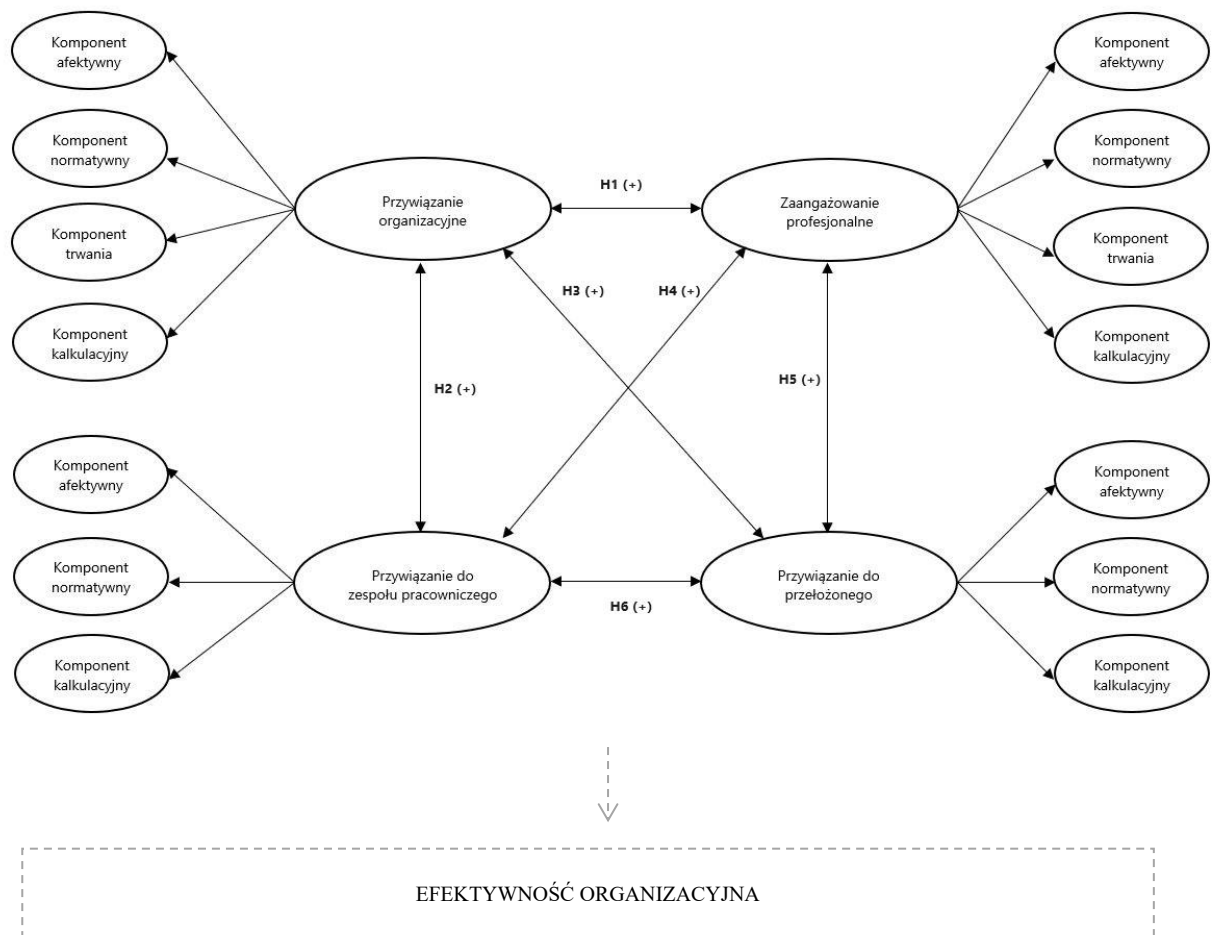 Komponent
afektywny
Komponent
normatywny
Komponent
trwania
Komponent
kalkulacyjny
Przywiązanie
organizacyjne
H1 (+)
Zaangażowanie
profesjonalne
Komponent
afektywny
Komponent
normatywny
Komponent
trwania
Komponent
kalkulacyjny
H3 (+)
H4 (+)
H2 (+)
H5 (+)
Komponent
afektywny
Komponent
normatywny
Komponent
kalkulacyjny
Przywiązanie do
zespołu pracowniczego
H6 (+)
Przywiązanie do
przełożonego
Komponent
afektywny
Komponent
normatywny
Komponent
kalkulacyjny
EFEKTYWNOŚĆ ORGANIZACYJNA